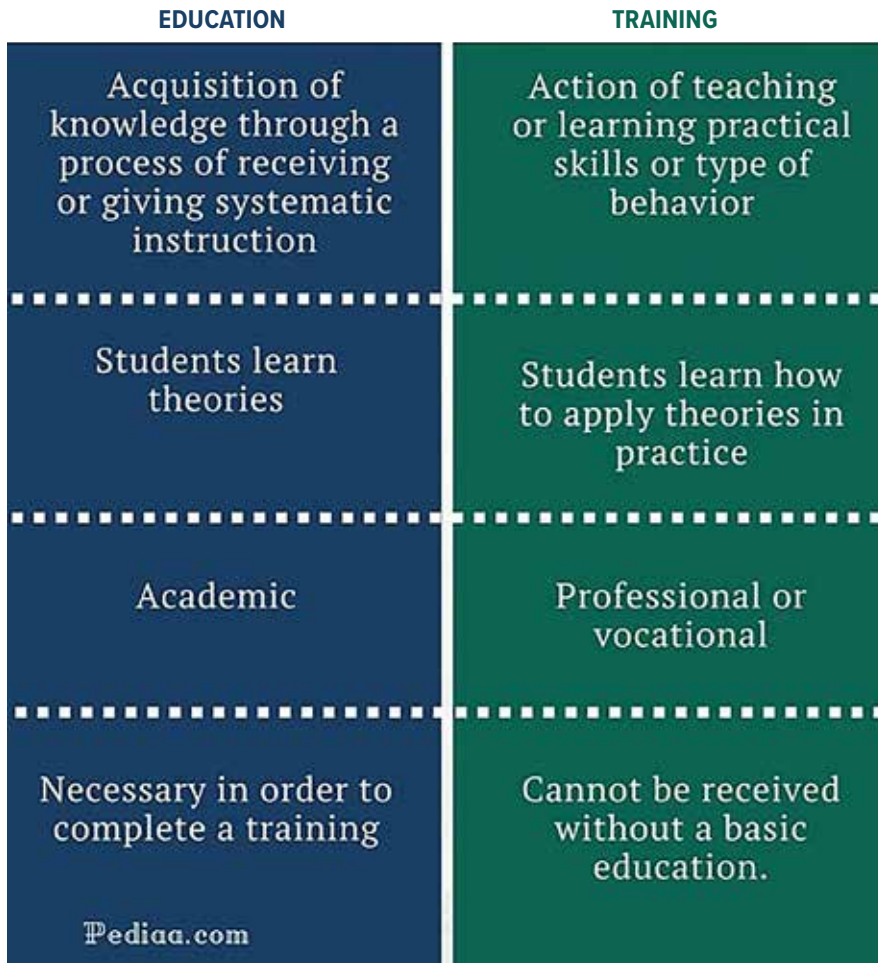 EDUCATION
TRAINING
Acquisition of
knowledge through a
process of receiving
or giving systematic
instruction
Action of teaching
or learning practical
skills or type of
behavior
Students learn
theories
Students learn how
to apply theories in
practice
Academic
Professional or
vocational
Necessary in order to
complete a training
Cannot be received
without a basic
education.
Pediaa.com